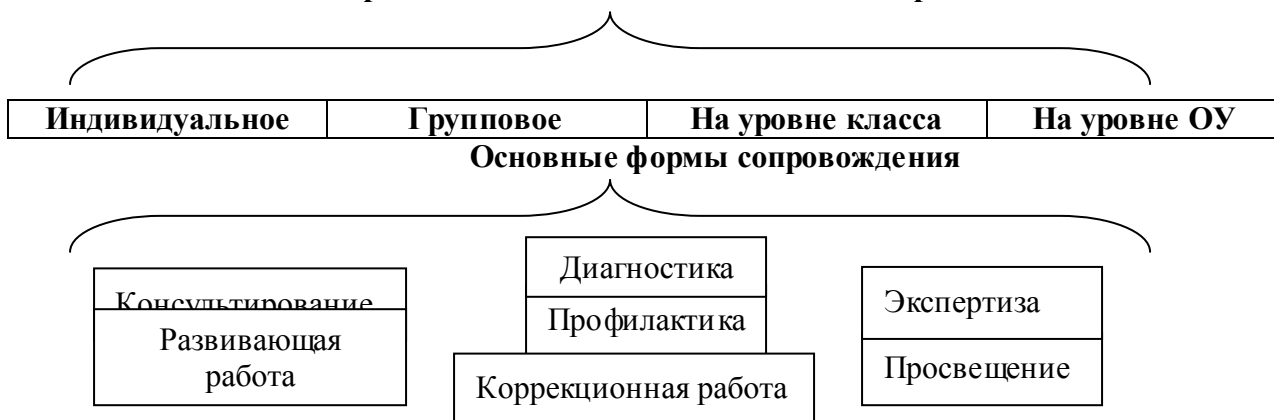 Индивидуальное Групповое На уровне класса На уровне ОУ
Основные формы сопровождения
Консультирование
Развивающая
работа
Диагностика
Профилактика
Коррекционная работа
Экспертиза
Просвещение